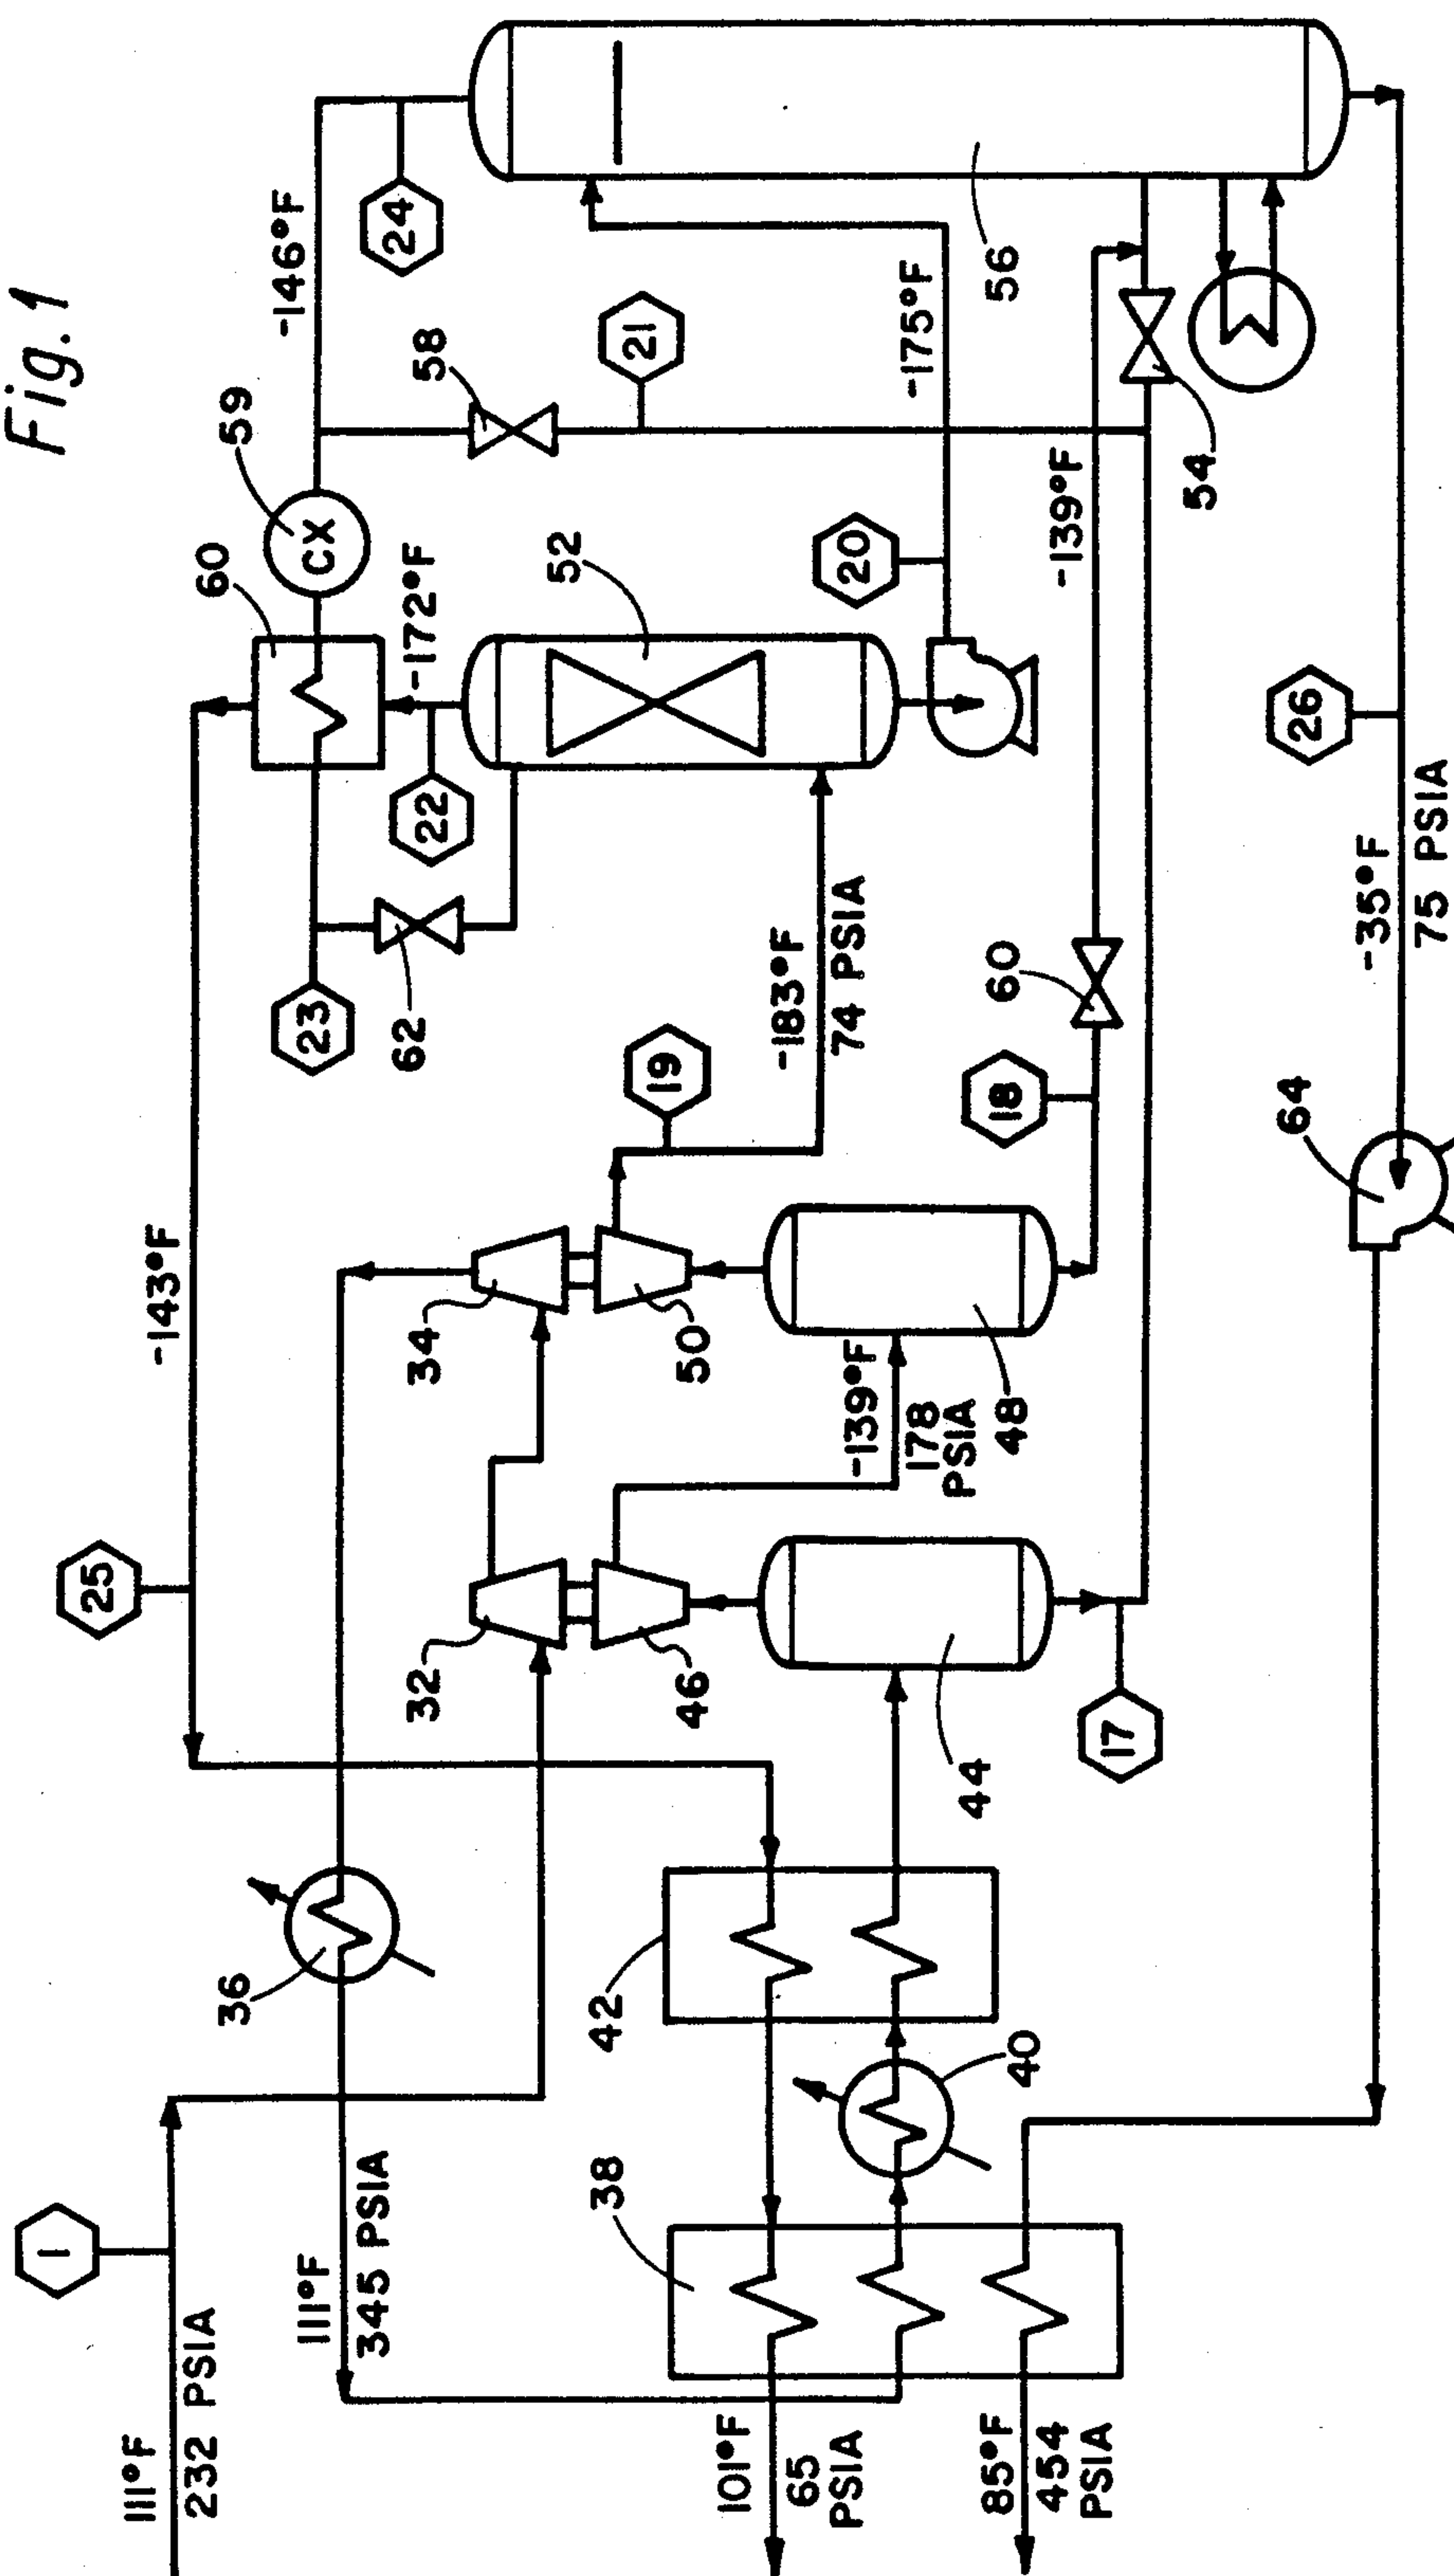 Fig. 1
1
25
111°F
232 PSIA
-143°F
60
59
36
-146°F
111°F
345 PSIA
23
CX
24
62
-172°F
32
34
22
58
52
38
42
21
19
46
50
101°F
65
PSIA
-183°F
74 PSIA
20
-139°F
178
PSIA
-175°F
44
48
85°F
454
PSIA
60
18
56
40
-139°F
17
54
64
26
-35°F
75 PSIA